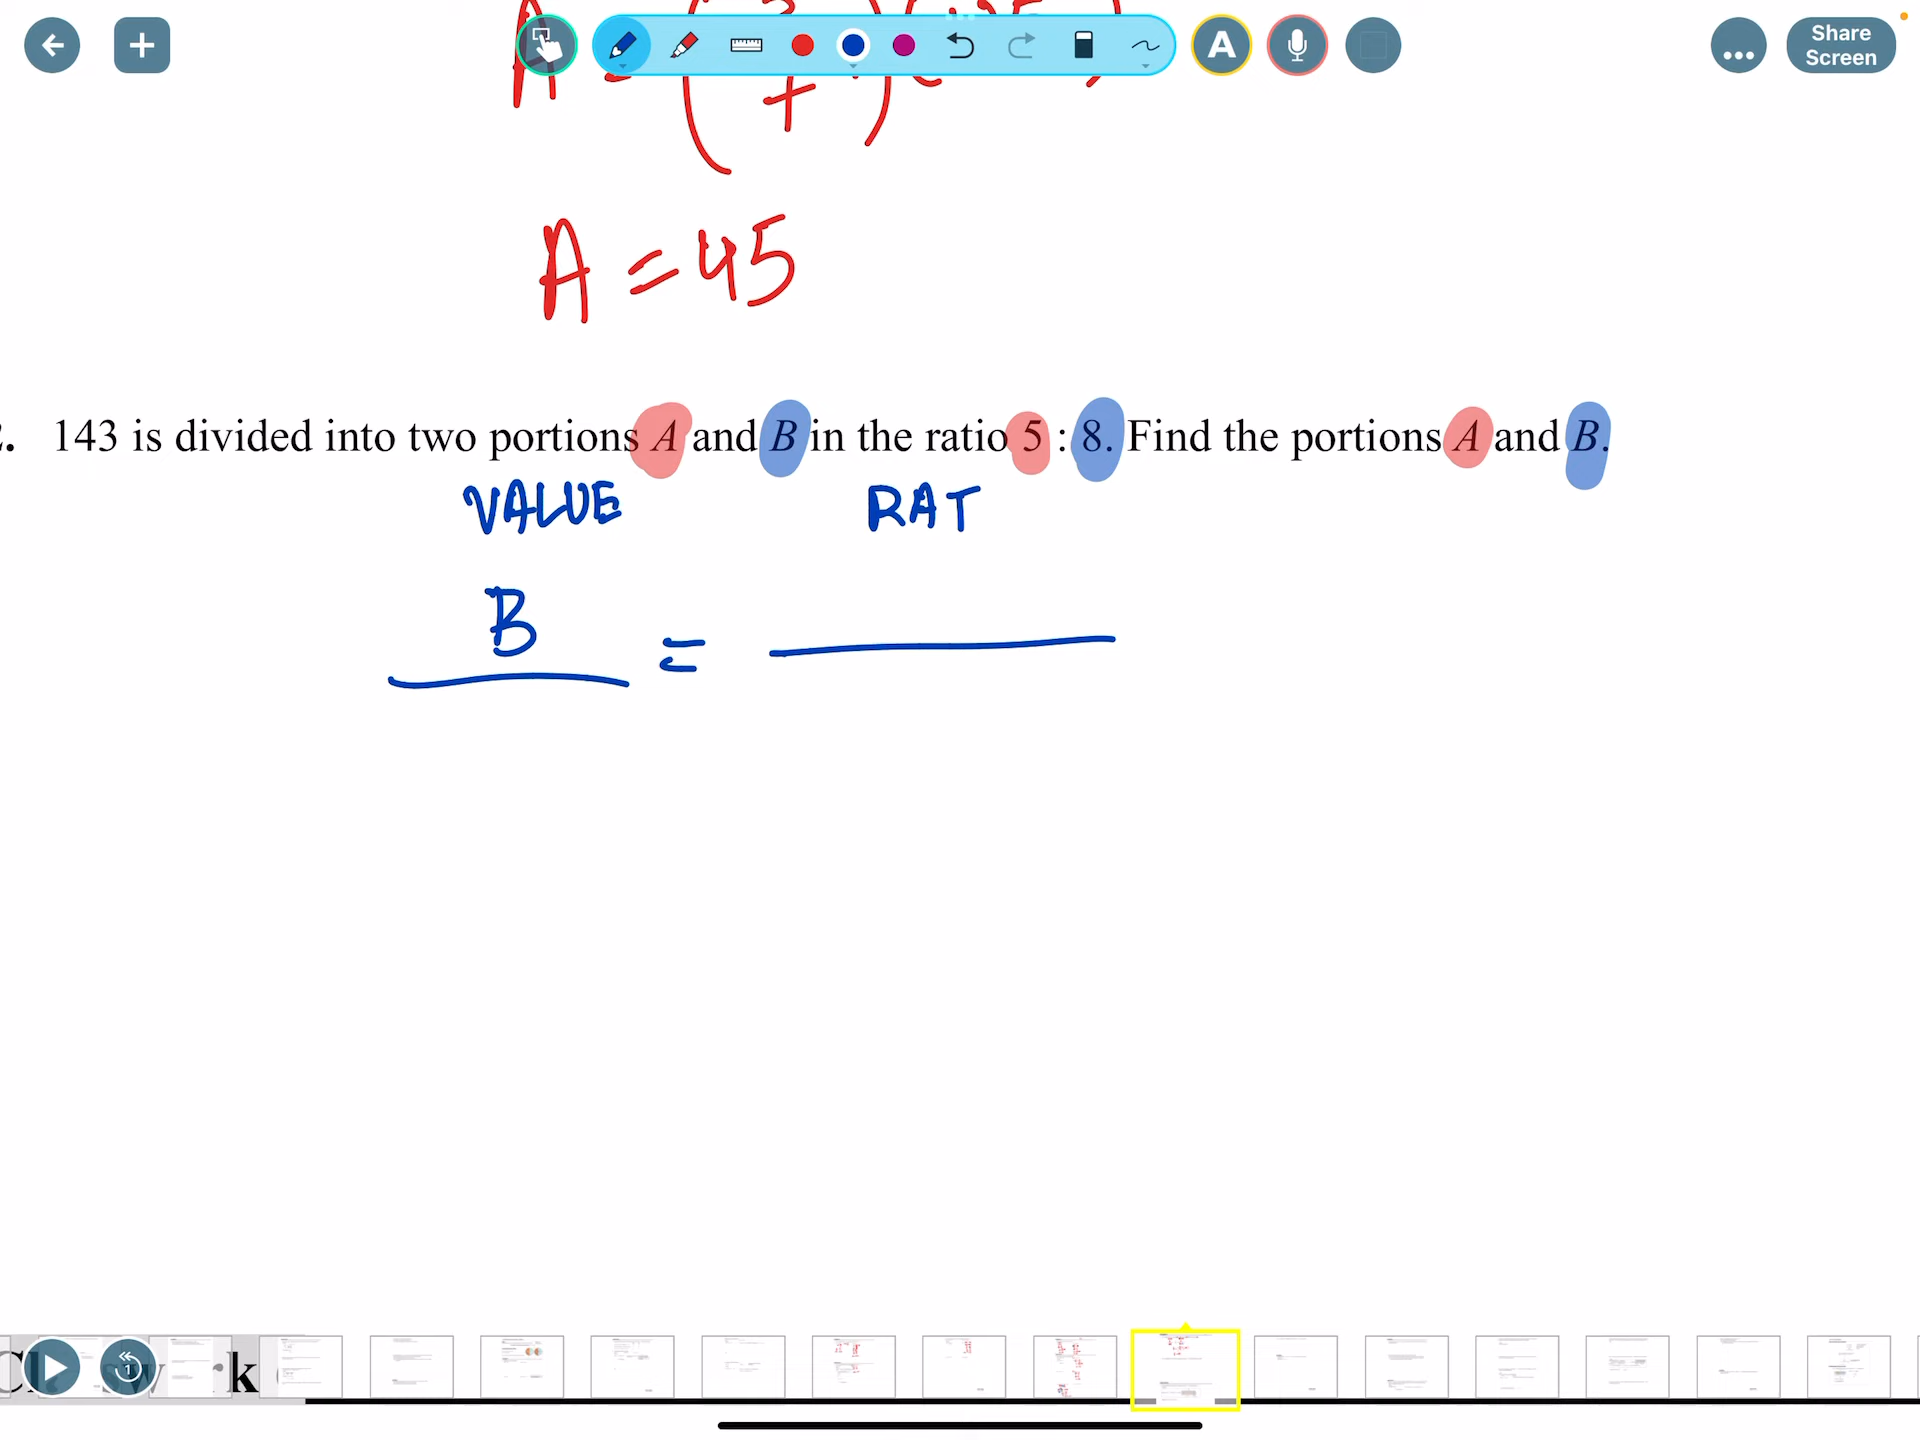 Share
Screen
A
A = 45
. 143 is divided into two portions A and B in the ratio 5 : 8. Find the portions A and B.
VALUE RAT
B =